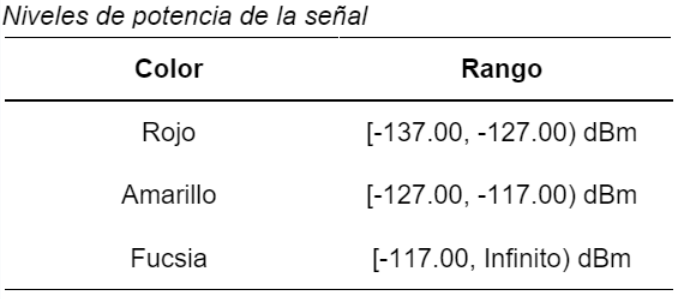 Niveles de potencia de la señal
Color Rango
Rojo [-137.00, -127.00) dBm
Amarillo [-127.00, -117.00) dBm
Fucsia [-117.00, Infinito) dBm